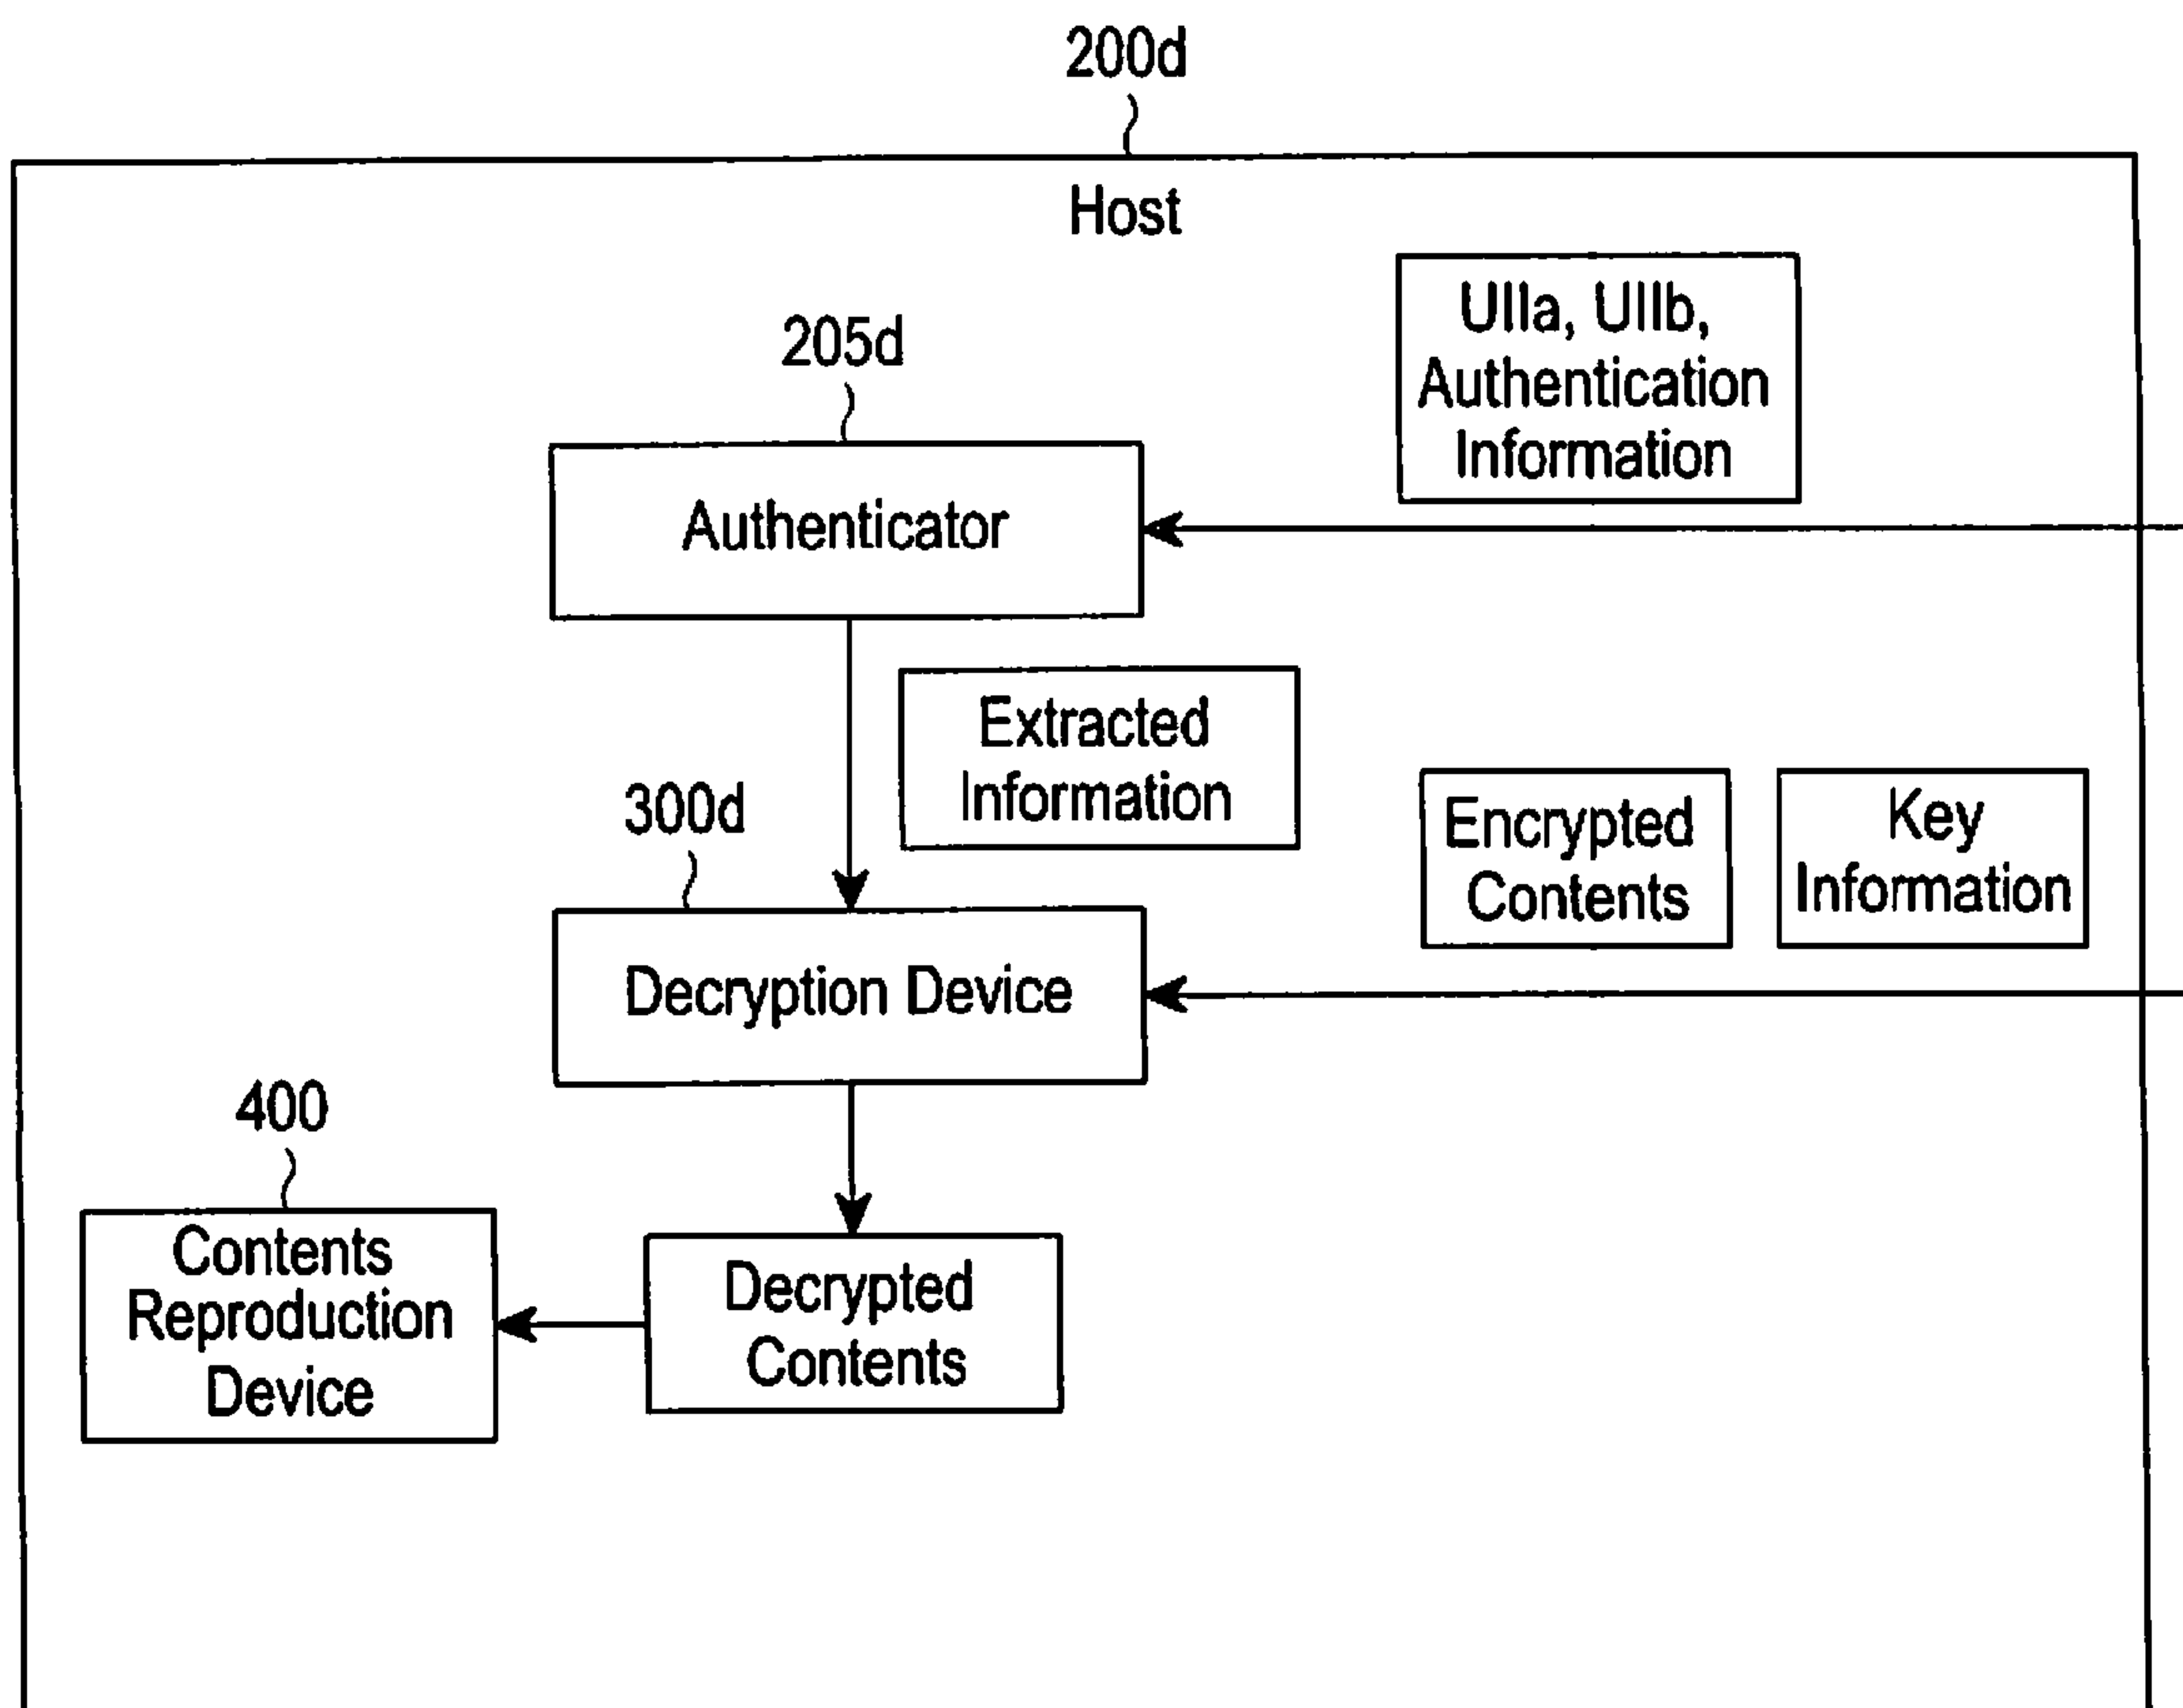 200d
Host
UIIa, UIIb,
Authentication
Information
205d
Authenticator
Extracted
Information
300d
Encrypted
Contents
Key
Information
Decryption Device
400
Contents
Reproduction
Device
Decrypted
Contents